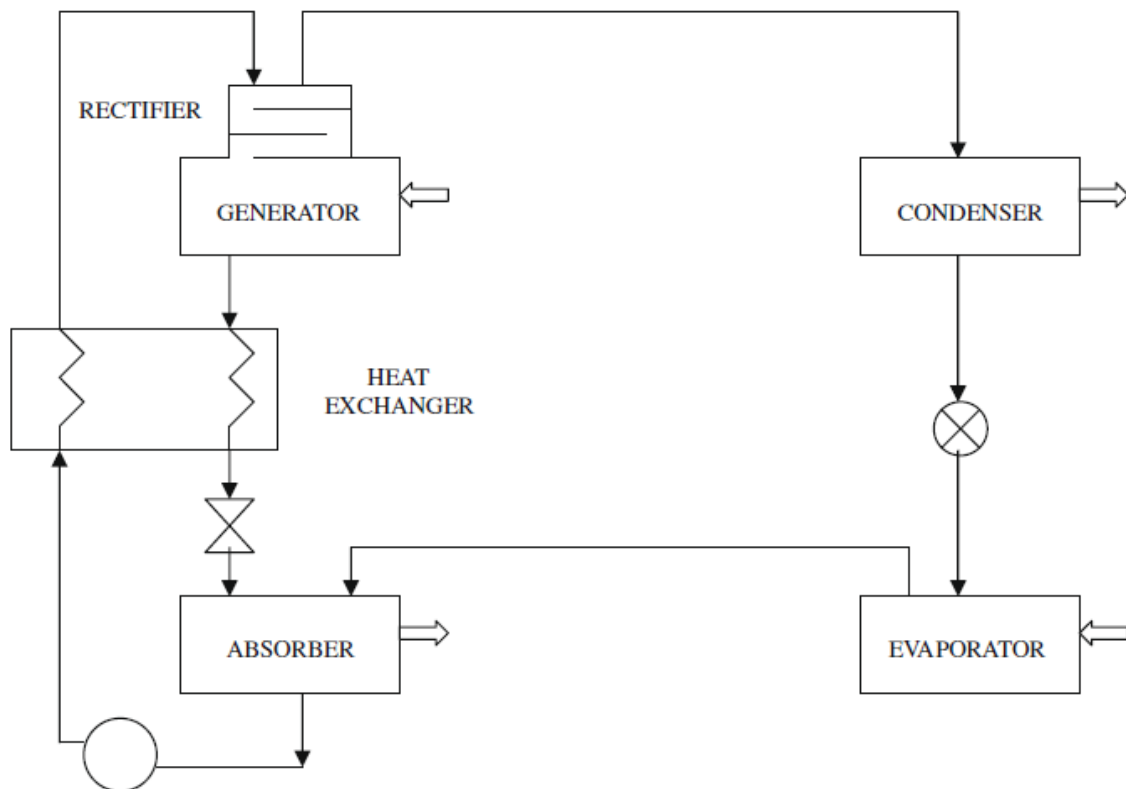 RECTIFIER
GENERATOR
CONDENSER
HEAT
EXCHANGER
ABSORBER
EVAPORATOR